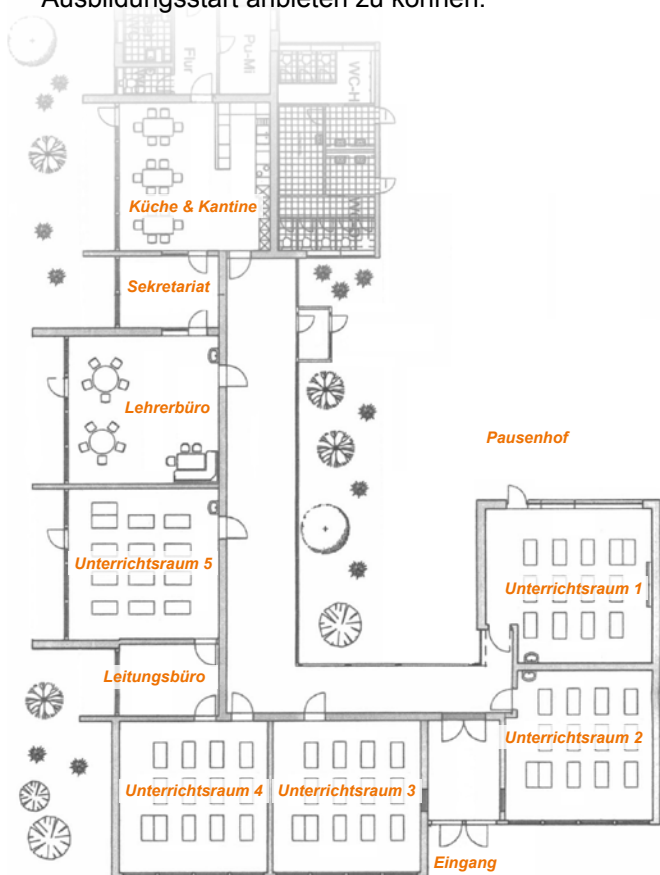 Ausbildungsstart anbieten zu können.
Flur
Pu-Mi
WC-H
Küche & Kantine
WC-D
Sekretariat
Lehrerbüro
Pausenhof
Unterrichtsraum 5
Unterrichtsraum 1
Leitungsbüro
Unterrichtsraum 2
Unterrichtsraum 4
Unterrichtsraum 3
Eingang